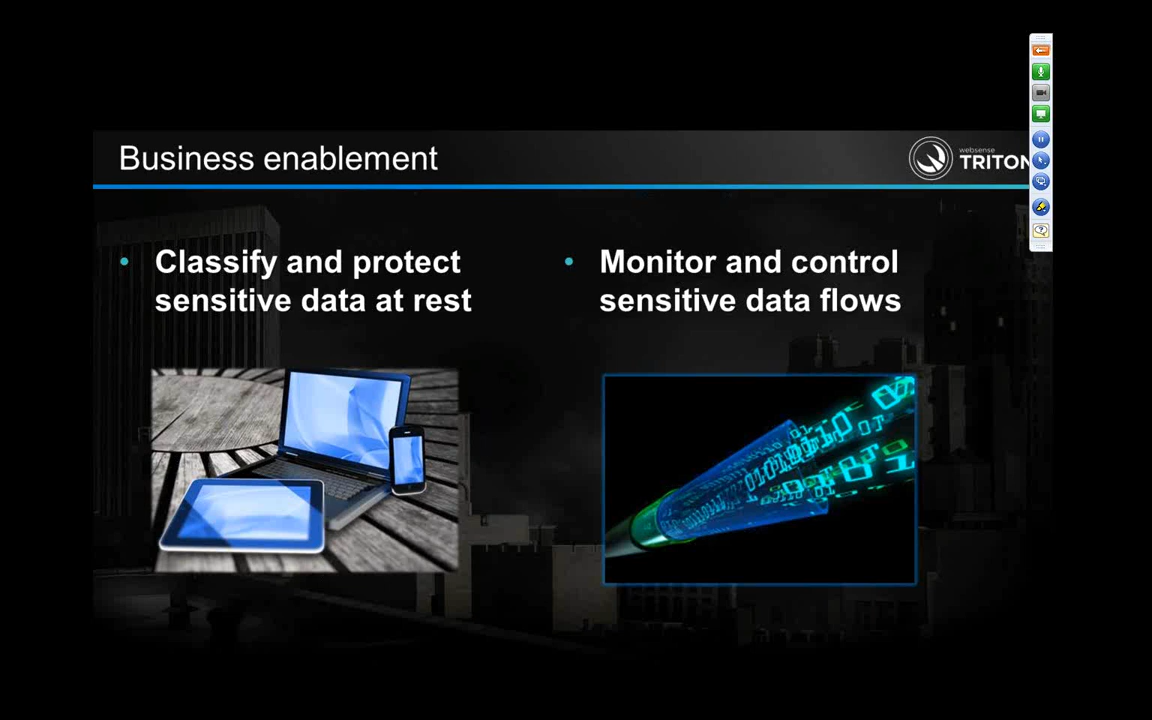 Business enablement
websense
TRITON
• Classify and protect
sensitive data at rest
• Monitor and control
sensitive data flows